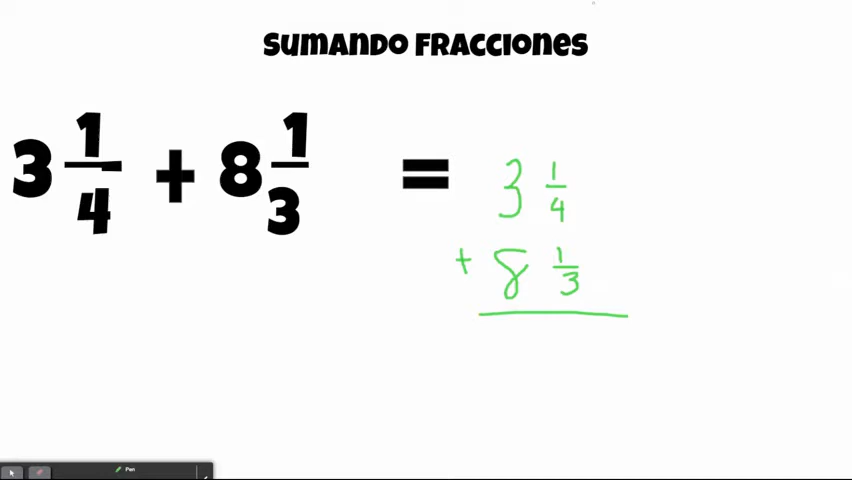 Sumando Fracciones
3 1/4 + 8 1/3 =
3 1/4
+ 8 1/3
Pen